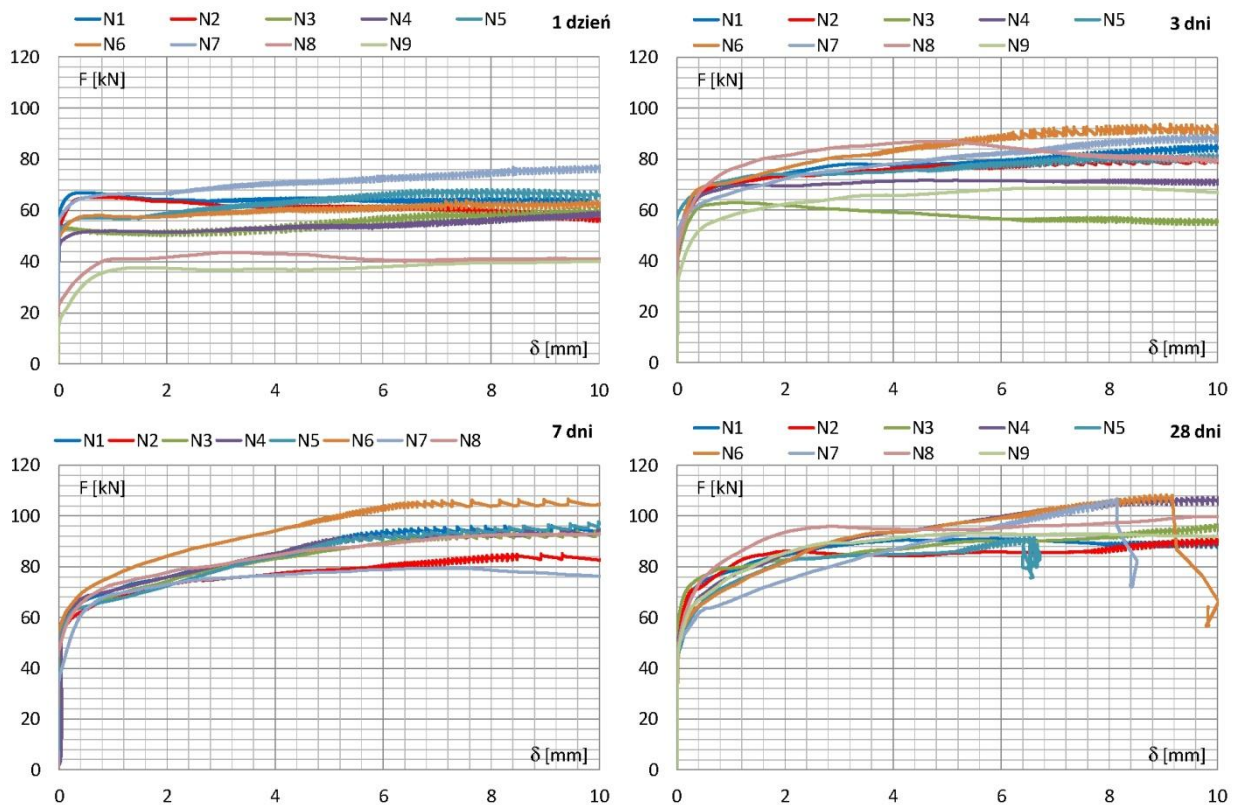 N1 N2 N3 N4 N5 1 dzień
N6 N7 N8 N9
F [kN]
120
100
80
60
40
20
0
δ [mm]
0 2 4 6 8 10
N1 N2 N3 N4 N5 3 dni
N6 N7 N8 N9
F [kN]
120
100
80
60
40
20
0
δ [mm]
0 2 4 6 8 10
N1 N2 N3 N4 N5 N6 N7 N8 7 dni
F [kN]
120
100
80
60
40
20
0
δ [mm]
0 2 4 6 8 10
N1 N2 N3 N4 N5 28 dni
N6 N7 N8 N9
F [kN]
120
100
80
60
40
20
0
δ [mm]
0 2 4 6 8 10